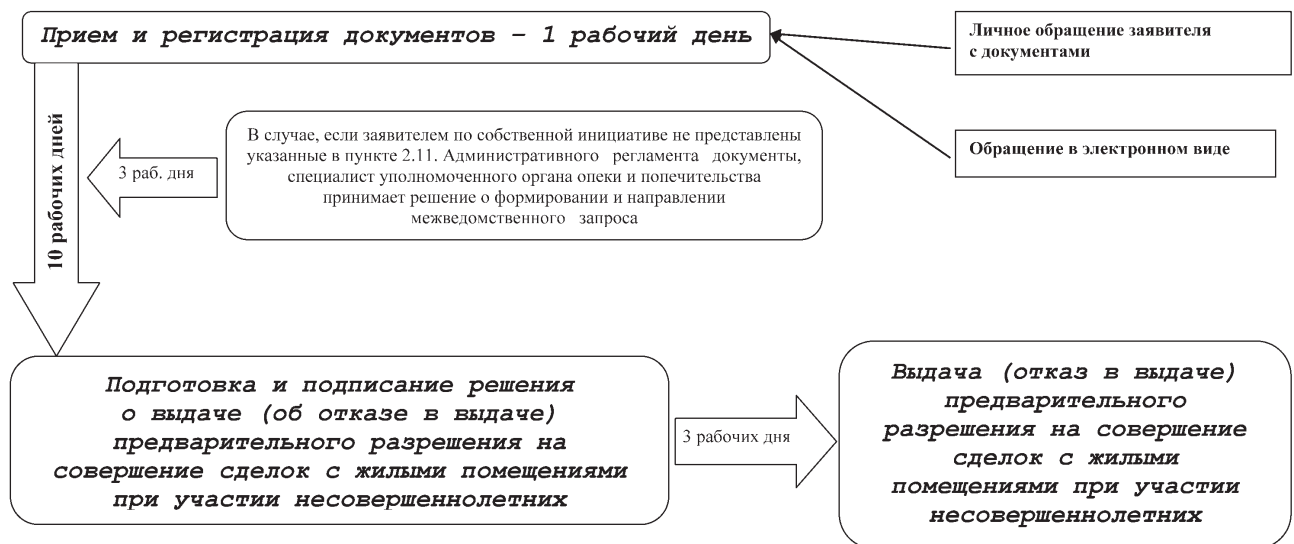 Прием и регистрация документов – 1 рабочий день
Личное обращение заявителя
с документами
Обращение в электронном виде
10 рабочих дней
3 раб. дня
В случае, если заявителем по собственной инициативе не представлены
указанные в пункте 2.11. Административного регламента документы,
специалист уполномоченного органа опеки и попечительства
принимает решение о формировании и направлении
межведомственного запроса
Подготовка и подписание решения
о выдаче (об отказе в выдаче)
предварительного разрешения на
совершение сделок с жилыми помещениями
при участии несовершеннолетних
3 рабочих дня
Выдача (отказ в выдаче)
предварительного
разрешения на совершение
сделок с жилыми
помещениями при участии
несовершеннолетних